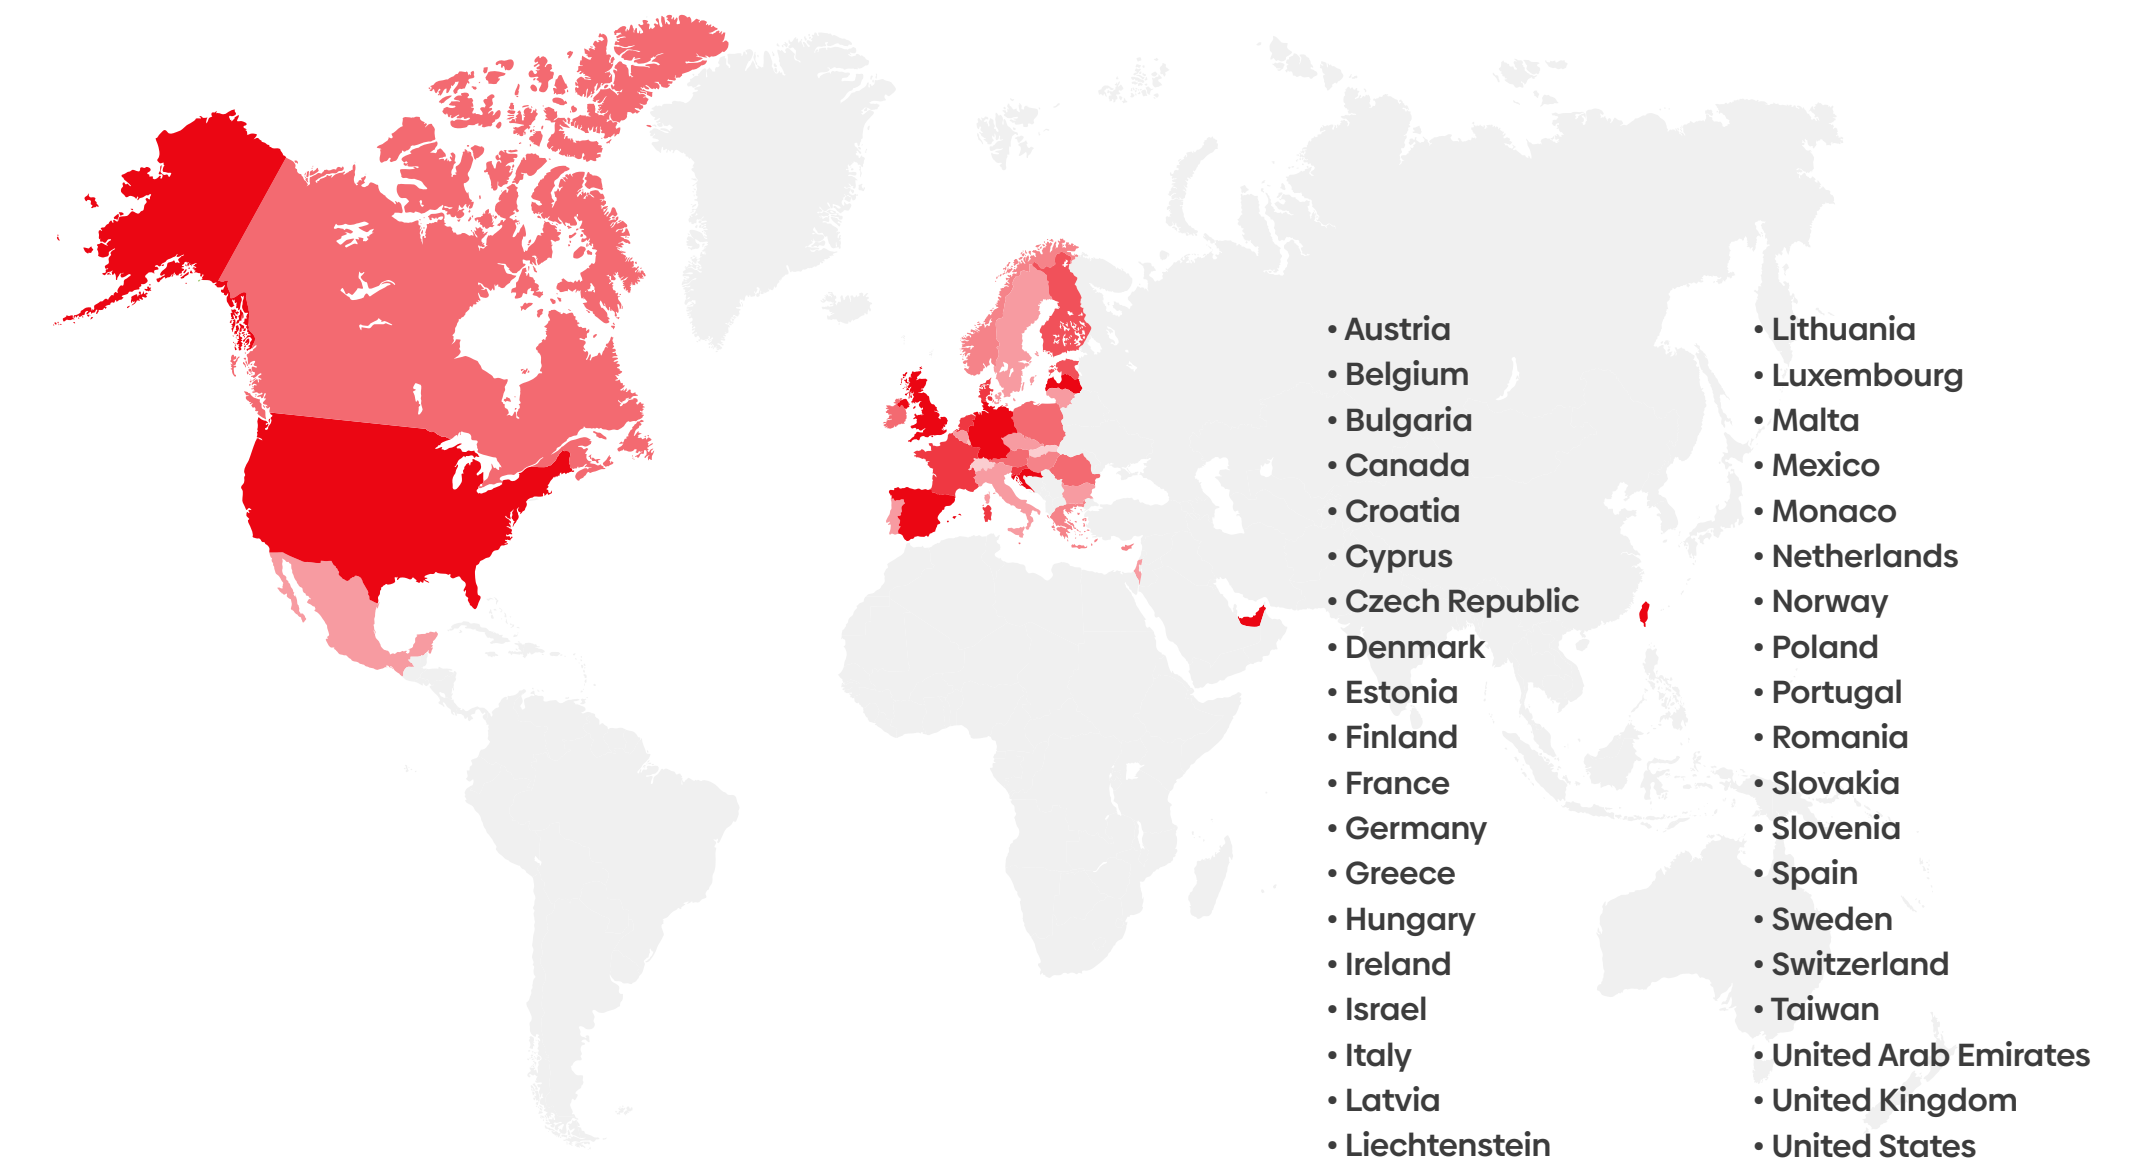 • Austria
• Belgium
• Bulgaria
• Canada
• Croatia
• Cyprus
• Czech Republic
• Denmark
• Estonia
• Finland
• France
• Germany
• Greece
• Hungary
• Ireland
• Israel
• Italy
• Latvia
• Liechtenstein
• Lithuania
• Luxembourg
• Malta
• Mexico
• Monaco
• Netherlands
• Norway
• Poland
• Portugal
• Romania
• Slovakia
• Slovenia
• Spain
• Sweden
• Switzerland
• Taiwan
• United Arab Emirates
• United Kingdom
• United States